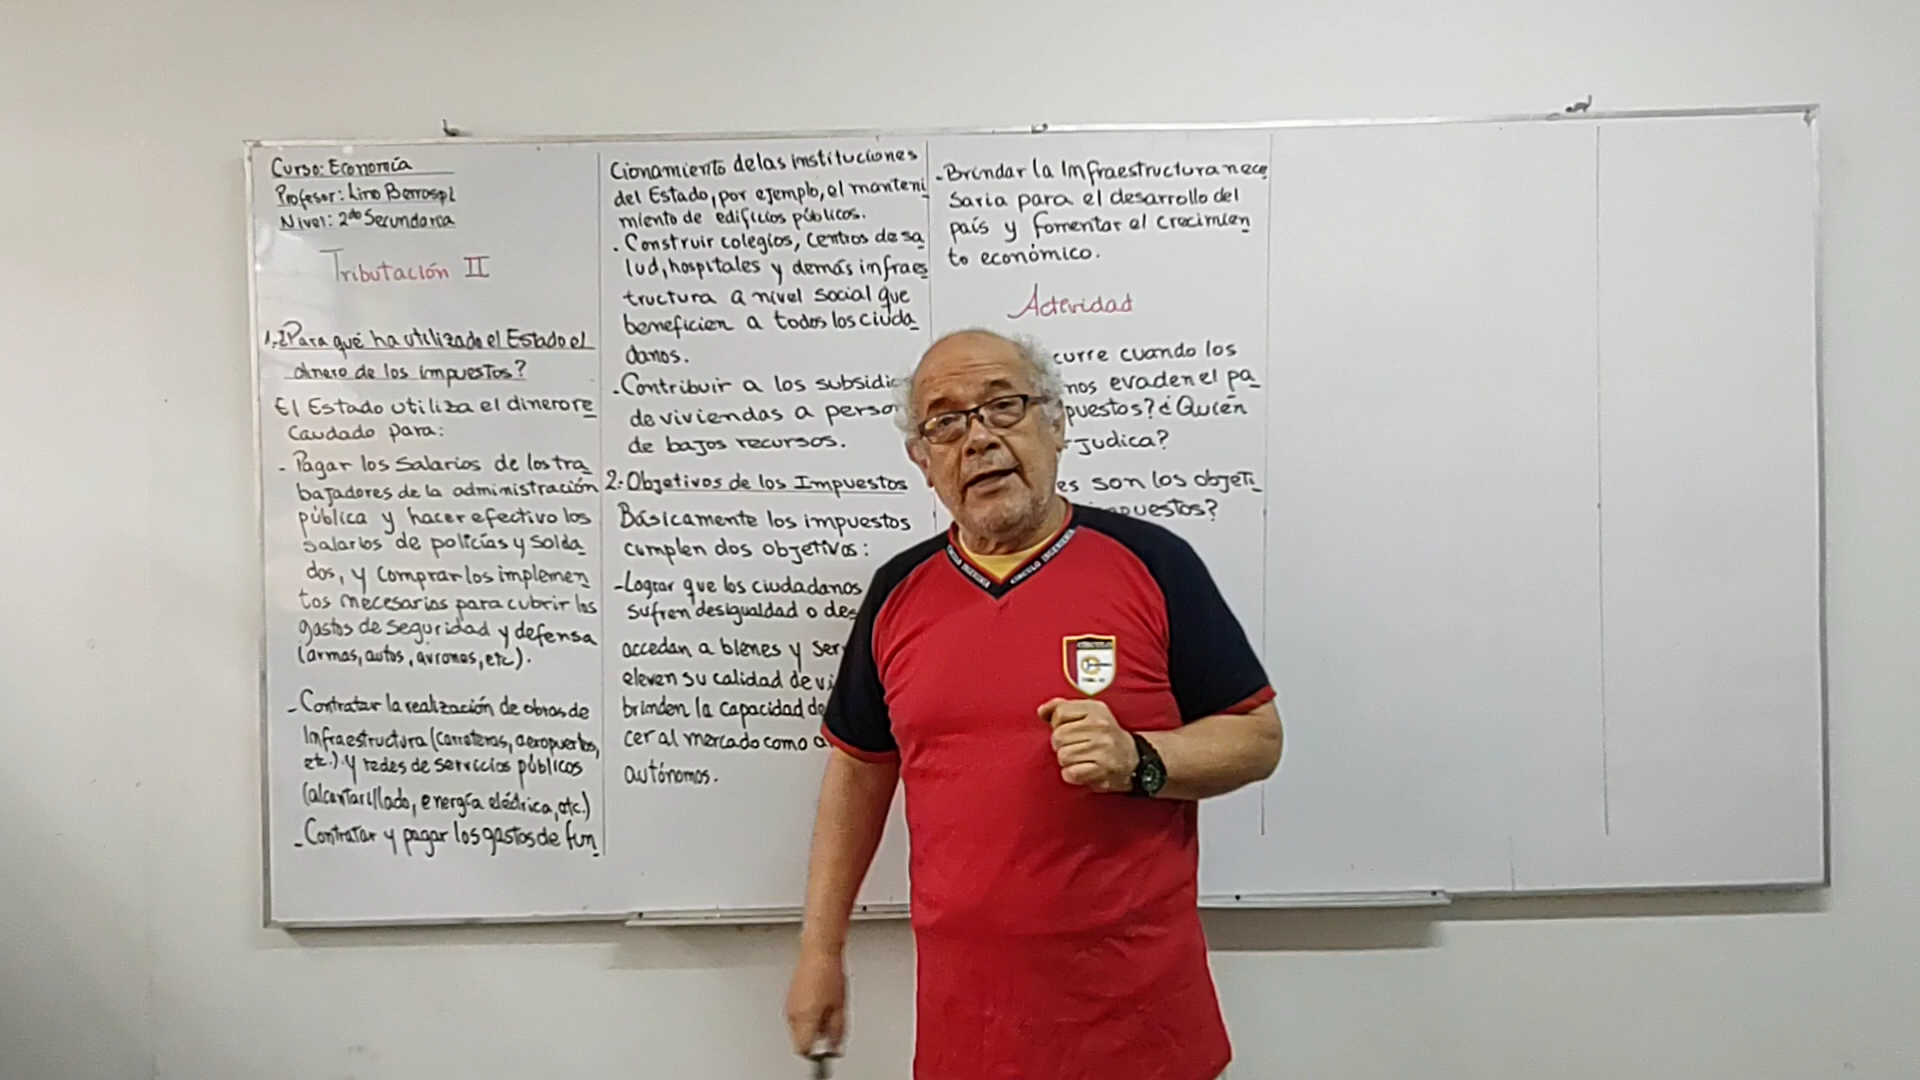 Curso: Economía
Profesor: Lino Berrospi
Nivel: 2do Secundaria
Tributación II
1.¿Para qué ha utilizado el Estado el
dinero de los impuestos?
El Estado utiliza el dinero re
caudado para:
- Pagar los salarios de los tra
bajadores de la administración
pública y hacer efectivo los
salarios de policías y solda
dos, y comprar los implemen
tos necesarios para cubrir los
gastos de seguridad y defensa
(armas, autos, avrones, etc).
- Contratar la realización de obras de
infraestructura (carreteras, aeropuertos,
etc.) y redes de servicios públicos
(alcantarillado, energía eléctrica, etc.)
- Contratar y pagar los gastos de fun
cionamiento de las instituciones
del Estado, por ejemplo, el manteni
miento de edificios públicos.
. Construir colegios, centros de sa
lud, hospitales y demás infraes
tructura a nivel social que
beneficien a todos los ciuda
danos.
- Contribuir a los subsidio
de viviendas a perso
de bajos recursos.
2. Objetivos de los Impuestos
Básicamente los impuestos
cumplen dos objetivos:
- Lograr que los ciudadanos
sufren desigualdad o des
accedan a bienes y ser
eleven su calidad de vi
brinden la capacidad de
cer al mercado como a
autónomos.
- Brindar la Infraestructura nece
saria para el desarrollo del
país y fomentar el crecimien
to económico.
Actividad
curre cuando los
nos evaden el pa
puestos? ¿Quién
judica?
es son los objeti
puestos?
CIRCULO INGENIERIA
CIRCULO